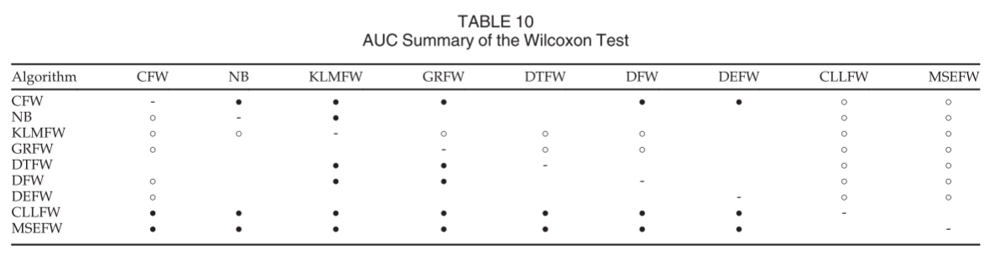 TABLE 10
AUC Summary of the Wilcoxon Test
Algorithm CFW NB KLMFW GRFW DTFW DFW DEFW CLLFW MSEFW
CFW - • • • • • ○ ○
NB ○ - • ○ ○
KLMFW ○ ○ - ○ ○ ○ ○ ○
GRFW ○ - ○ ○ ○ ○
DTFW • • - ○ ○
DFW ○ • • - ○ ○
DEFW ○ - ○ ○
CLLFW • • • • • • • -
MSEFW • • • • • • • -